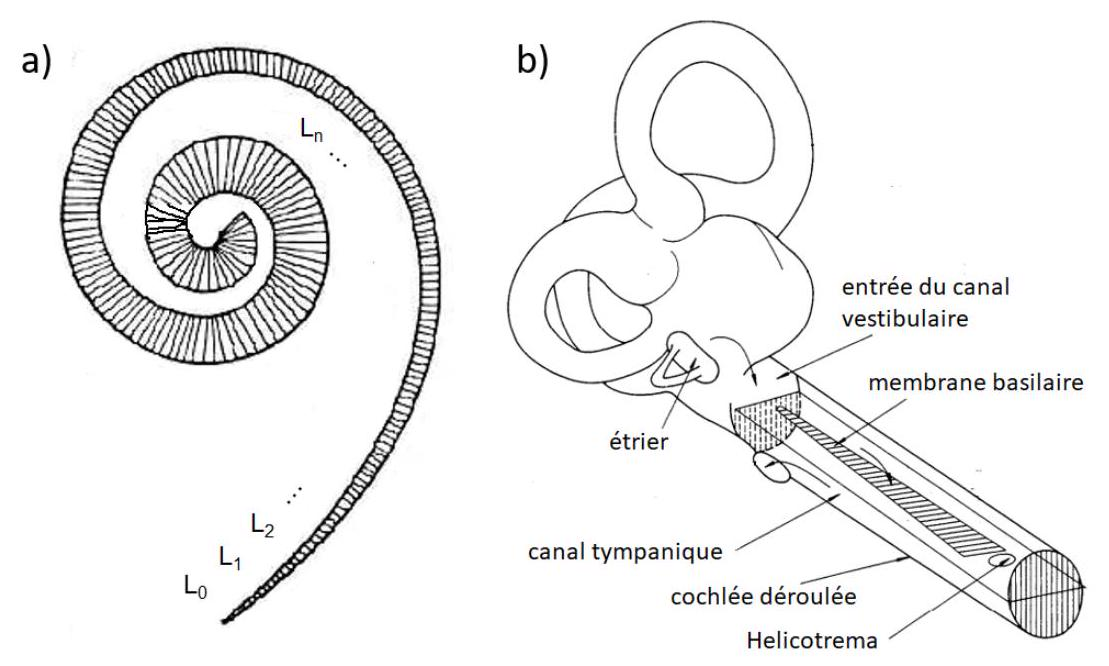 a)
L₀
L₁
L₂
...
Lₙ
...
b)
entrée du canal
vestibulaire
membrane basilaire
étrier
canal tympanique
cochlée déroulée
Helicotrema